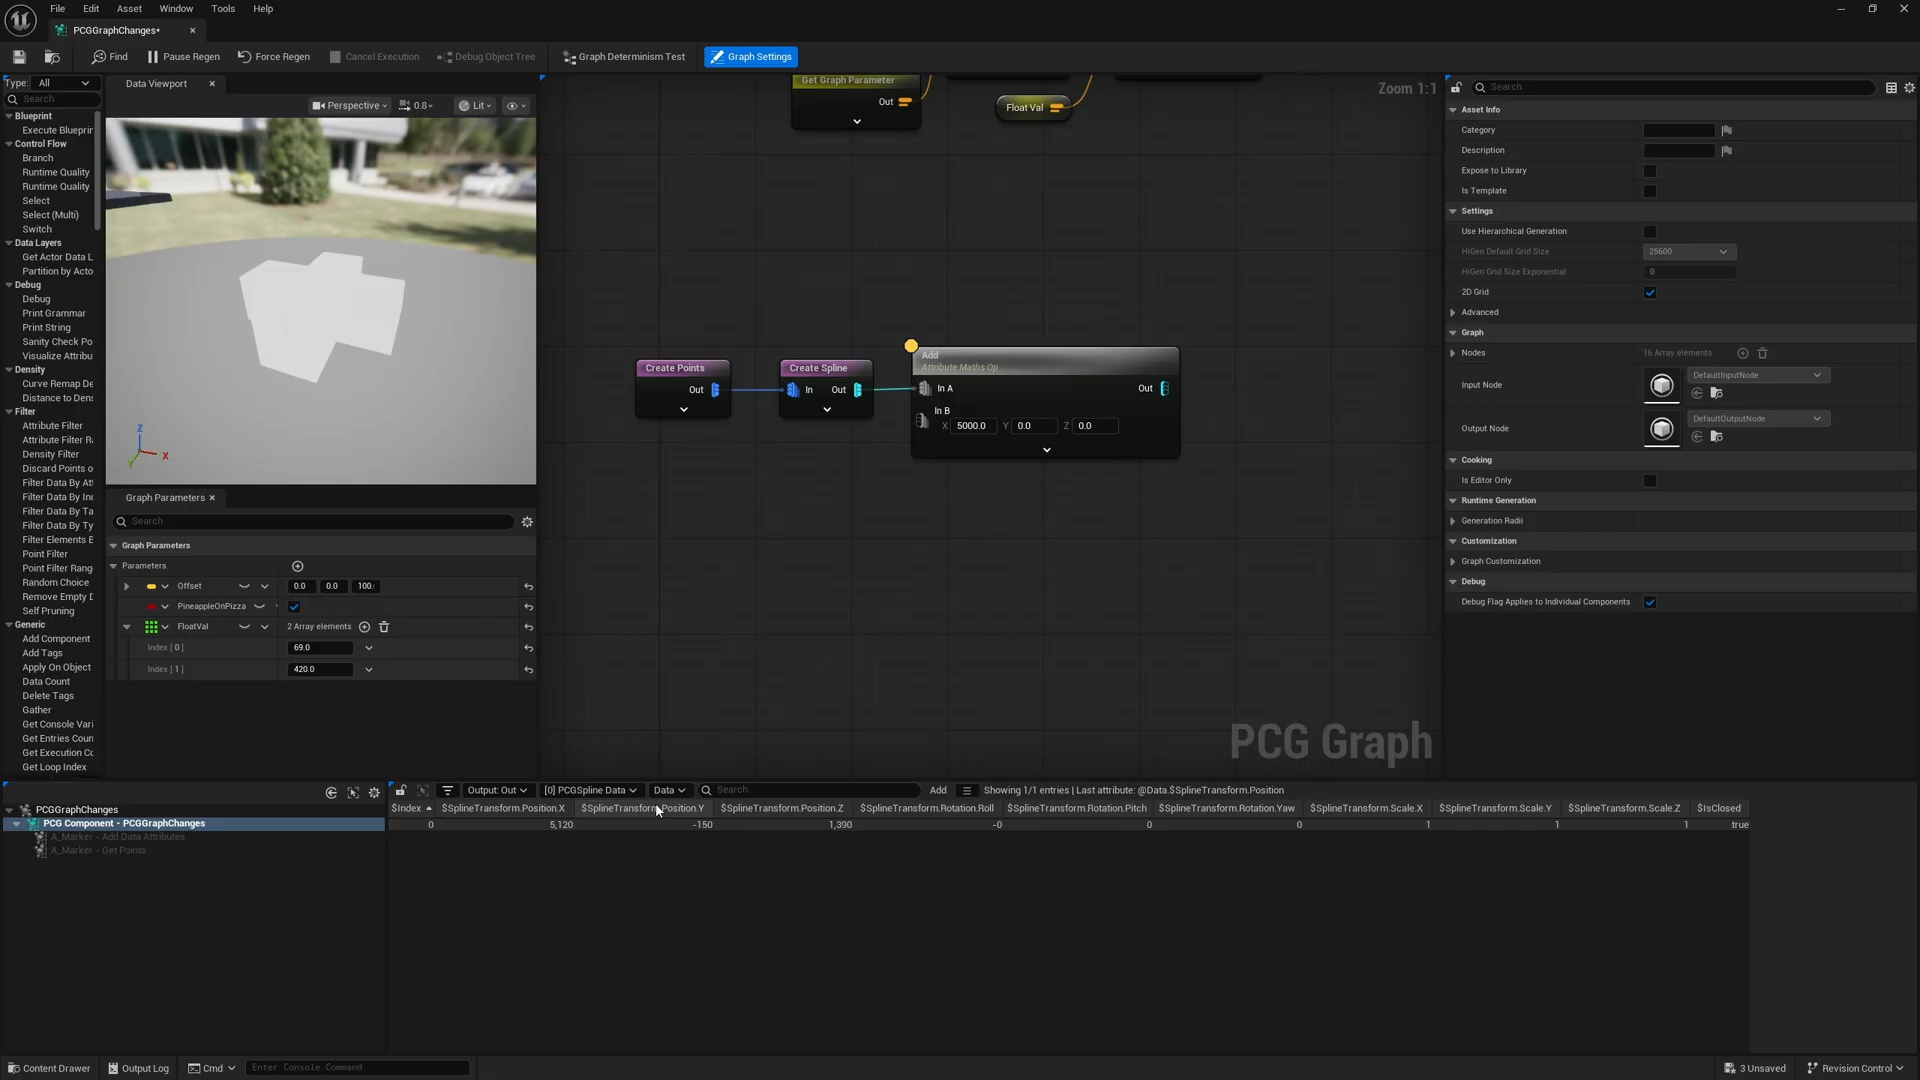 File Edit Asset Window Tools Help
PCGGraphChanges•
Find Pause Regen Force Regen Cancel Execution Debug Object Tree Graph Determinism Test Graph Settings
Type: All
Search
Blueprint
Execute Blueprin
Control Flow
Branch
Runtime Quality
Runtime Quality
Select
Select (Multi)
Switch
Data Layers
Get Actor Data L
Partition by Acto
Debug
Debug
Print Grammar
Print String
Sanity Check Po
Visualize Attribu
Density
Curve Remap De
Distance to Dens
Filter
Attribute Filter
Attribute Filter Ra
Density Filter
Discard Points o
Filter Data By Att
Filter Data By Inc
Filter Data By Ta
Filter Data By Ty
Filter Elements B
Point Filter
Point Filter Rang
Random Choice
Remove Empty D
Self Pruning
Generic
Add Component
Add Tags
Apply On Object
Data Count
Delete Tags
Gather
Get Console Vari
Get Entries Coun
Get Execution Co
Get Loop Index
Data Viewport
Perspective 0.8 Lit
Z
X
Y
Graph Parameters
Search
Graph Parameters
Parameters
Offset 0.0 0.0 100.
PineappleOnPizza
FloatVal 2 Array elements
Index [ 0 ] 69.0
Index [ 1 ] 420.0
Zoom 1:1
Get Graph Parameter
Out
Float Val
Create Points
Out
Create Spline
In Out
Add
Attribute Maths Op
In A Out
In B
X 5000.0 Y 0.0 Z 0.0
PCG Graph
Search
Asset Info
Category
Description
Expose to Library
Is Template
Settings
Use Hierarchical Generation
HiGen Default Grid Size 25600
HiGen Grid Size Exponential 0
2D Grid
Advanced
Graph
Nodes 16 Array elements
Input Node DefaultInputNode
Output Node DefaultOutputNode
Cooking
Is Editor Only
Runtime Generation
Generation Radii
Customization
Graph Customization
Debug
Debug Flag Applies to Individual Components
PCGGraphChanges
PCG Component - PCGGraphChanges
A_Marker - Add Data Attributes
A_Marker - Get Points
Output: Out [0] PCGSpline Data Data Search Add Showing 1/1 entries | Last attribute: @Data.$SplineTransform.Position
$Index $SplineTransform.Position.X $SplineTransform.Position.Y $SplineTransform.Position.Z $SplineTransform.Rotation.Roll $SplineTransform.Rotation.Pitch $SplineTransform.Rotation.Yaw $SplineTransform.Scale.X $SplineTransform.Scale.Y $SplineTransform.Scale.Z $IsClosed
0 5,120 -150 1,390 -0 0 0 1 1 1 true
Content Drawer Output Log Cmd Enter Console Command 3 Unsaved Revision Control